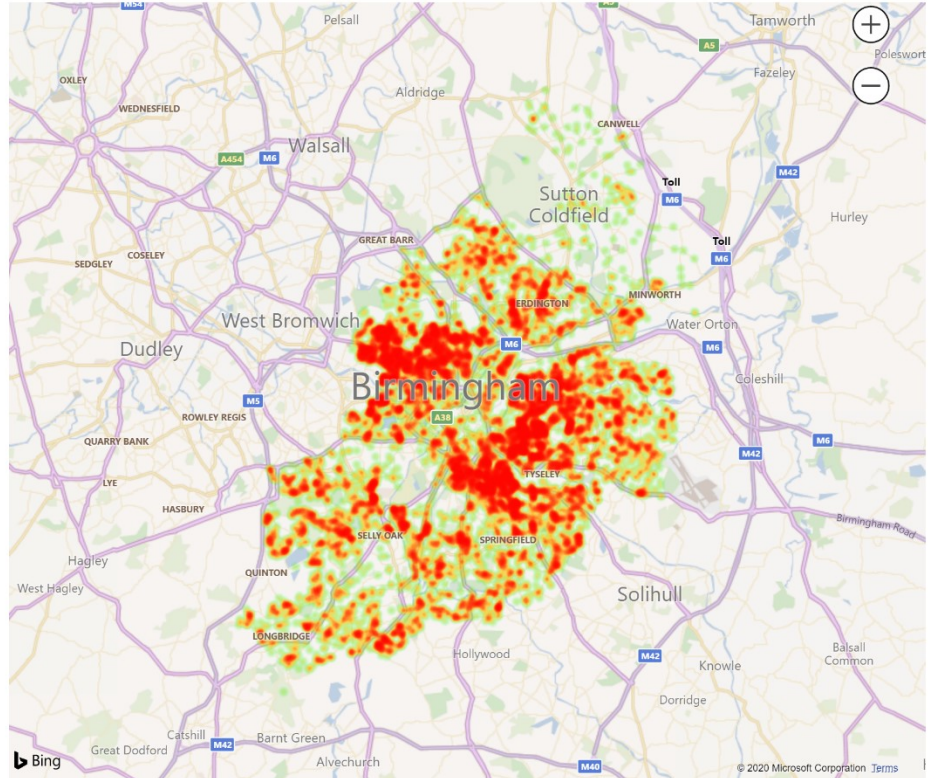 M54
Pelsall
A5
Tamworth
+
A5
Poleswort
OXLEY
Fazeley
−
WEDNESFIELD
Aldridge
CANWELL
Walsall
A454
M6
M42
Toll
M6
Sutton
Coldfield
Hurley
GREAT BARR
Toll
M6
COSELEY
SEDGLEY
MINWORTH
ERDINGTON
West Bromwich
Water Orton
Dudley
M6
M6
Coleshill
Birmingham
M5
ROWLEY REGIS
A38
QUARRY BANK
M6
M42
LYE
TYSELEY
HASBURY
Birmingham Road
SELLY OAK
SPRINGFIELD
Hagley
QUINTON
West Hagley
Solihull
LONGBRIDGE
Hollywood
M42
Balsall
Common
Knowle
Dorridge
Catshill
Barnt Green
M42
Great Dodford
Alvechurch
Bing
M40
© 2020 Microsoft Corporation Terms